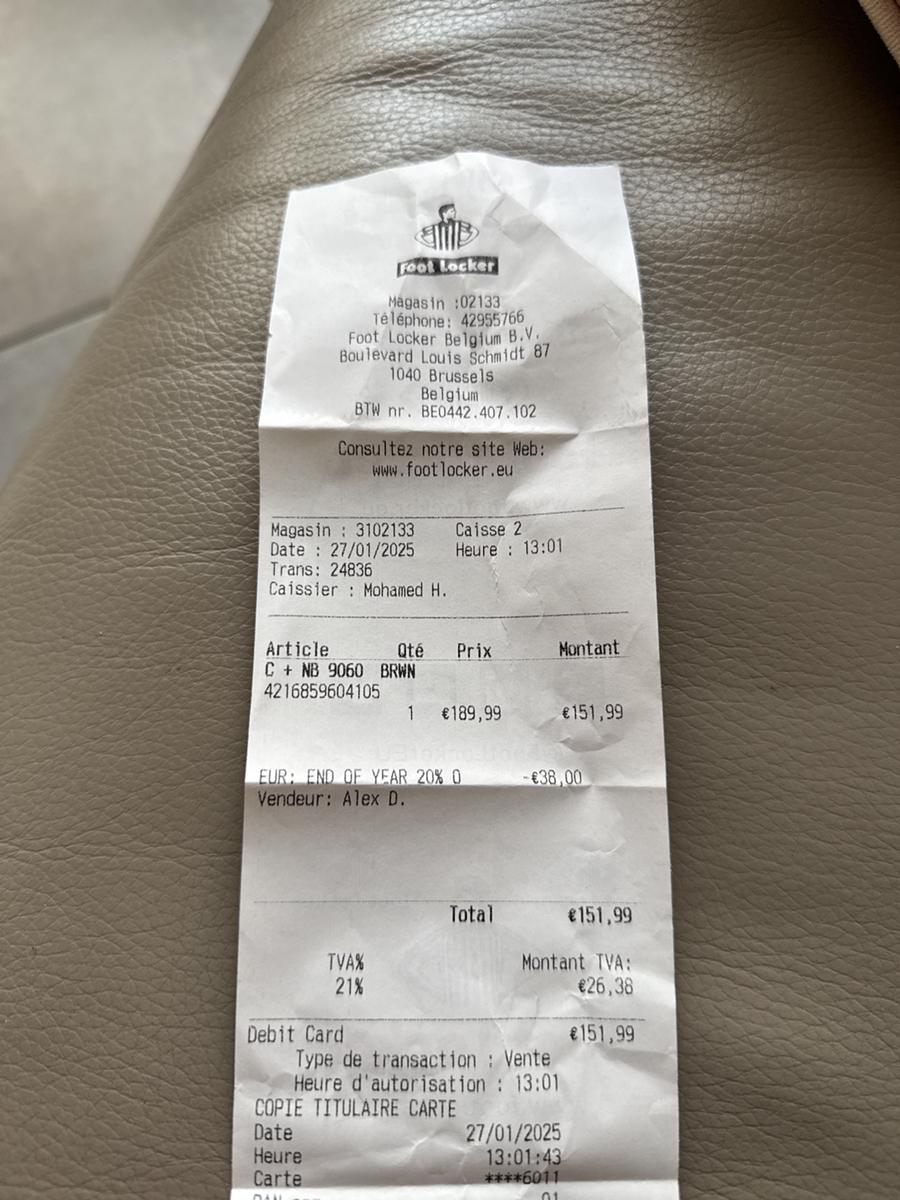 Foot Locker
Magasin :02133
Téléphone: 42955766
Foot Locker Belgium B.V.
Boulevard Louis Schmidt 87
1040 Brussels
Belgium
BTW nr. BE0442.407.102
Consultez notre site Web:
www.footlocker.eu
Magasin : 3102133 Caisse 2
Date : 27/01/2025 Heure : 13:01
Trans: 24836
Caissier : Mohamed H.
Article Qté Prix Montant
C + NB 9060 BRWN
4216859604105
1 €189,99 €151,99
EUR: END OF YEAR 20% O -€38,00
Vendeur: Alex D.
Total €151,99
TVA% Montant TVA:
21% €26,38
Debit Card €151,99
Type de transaction : Vente
Heure d'autorisation : 13:01
COPIE TITULAIRE CARTE
Date 27/01/2025
Heure 13:01:43
Carte ****6011